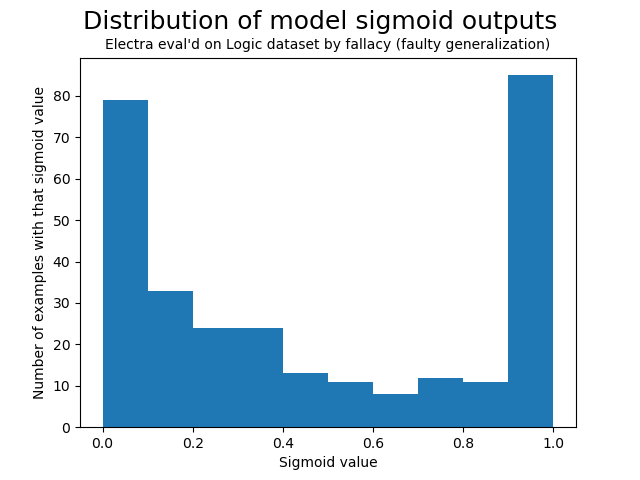 Distribution of model sigmoid outputs
Electra eval'd on Logic dataset by fallacy (faulty generalization)
Number of examples with that sigmoid value
80
70
60
50
40
30
20
10
0
0.0 0.2 0.4 0.6 0.8 1.0
Sigmoid value